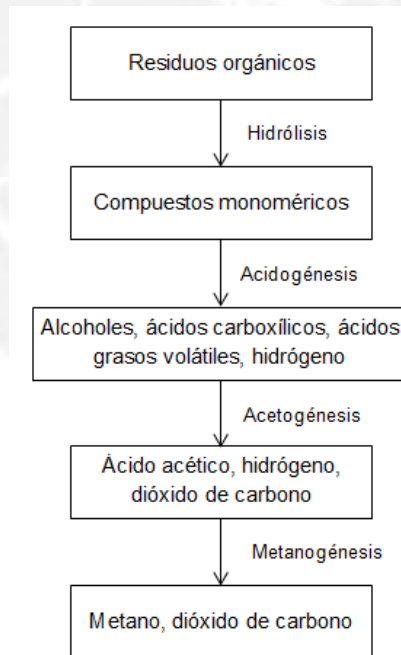 Residuos orgánicos
Hidrólisis
Compuestos monoméricos
Acidogénesis
Alcoholes, ácidos carboxílicos, ácidos
grasos volátiles, hidrógeno
Acetogénesis
Ácido acético, hidrógeno,
dióxido de carbono
Metanogénesis
Metano, dióxido de carbono